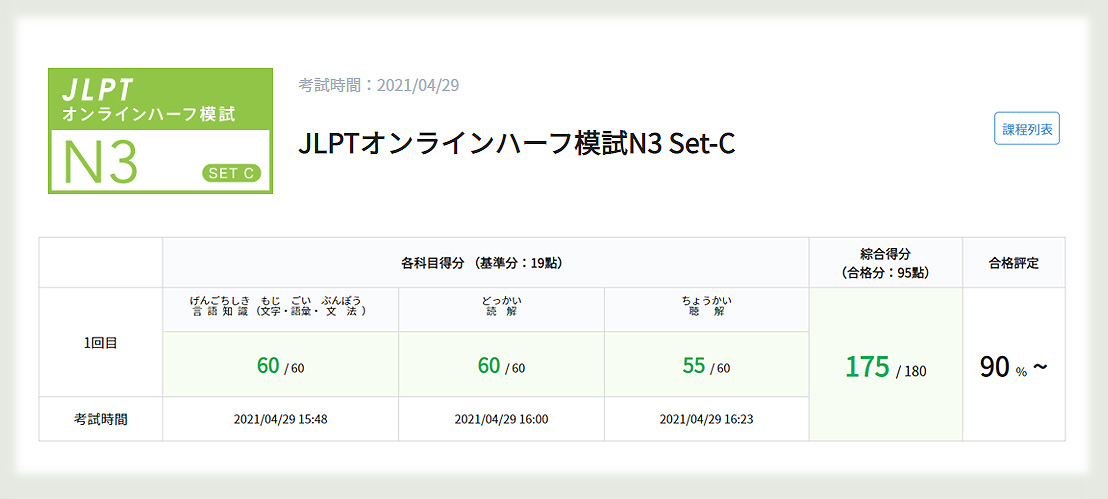 JLPT
オンラインハーフ模試
N3
SET C
考試時間：2021/04/29
JLPTオンラインハーフ模試N3 Set-C
課程列表
各科目得分 （基準分：19點）
綜合得分
（合格分：95點）
合格評定
1回目
げんごちしき もじ ごい ぶんぽう
言語知識（文字・語彙・文法）
どっかい
読解
ちょうかい
聴解
60 / 60
60 / 60
55 / 60
175 / 180
90 % ~
考試時間
2021/04/29 15:48
2021/04/29 16:00
2021/04/29 16:23